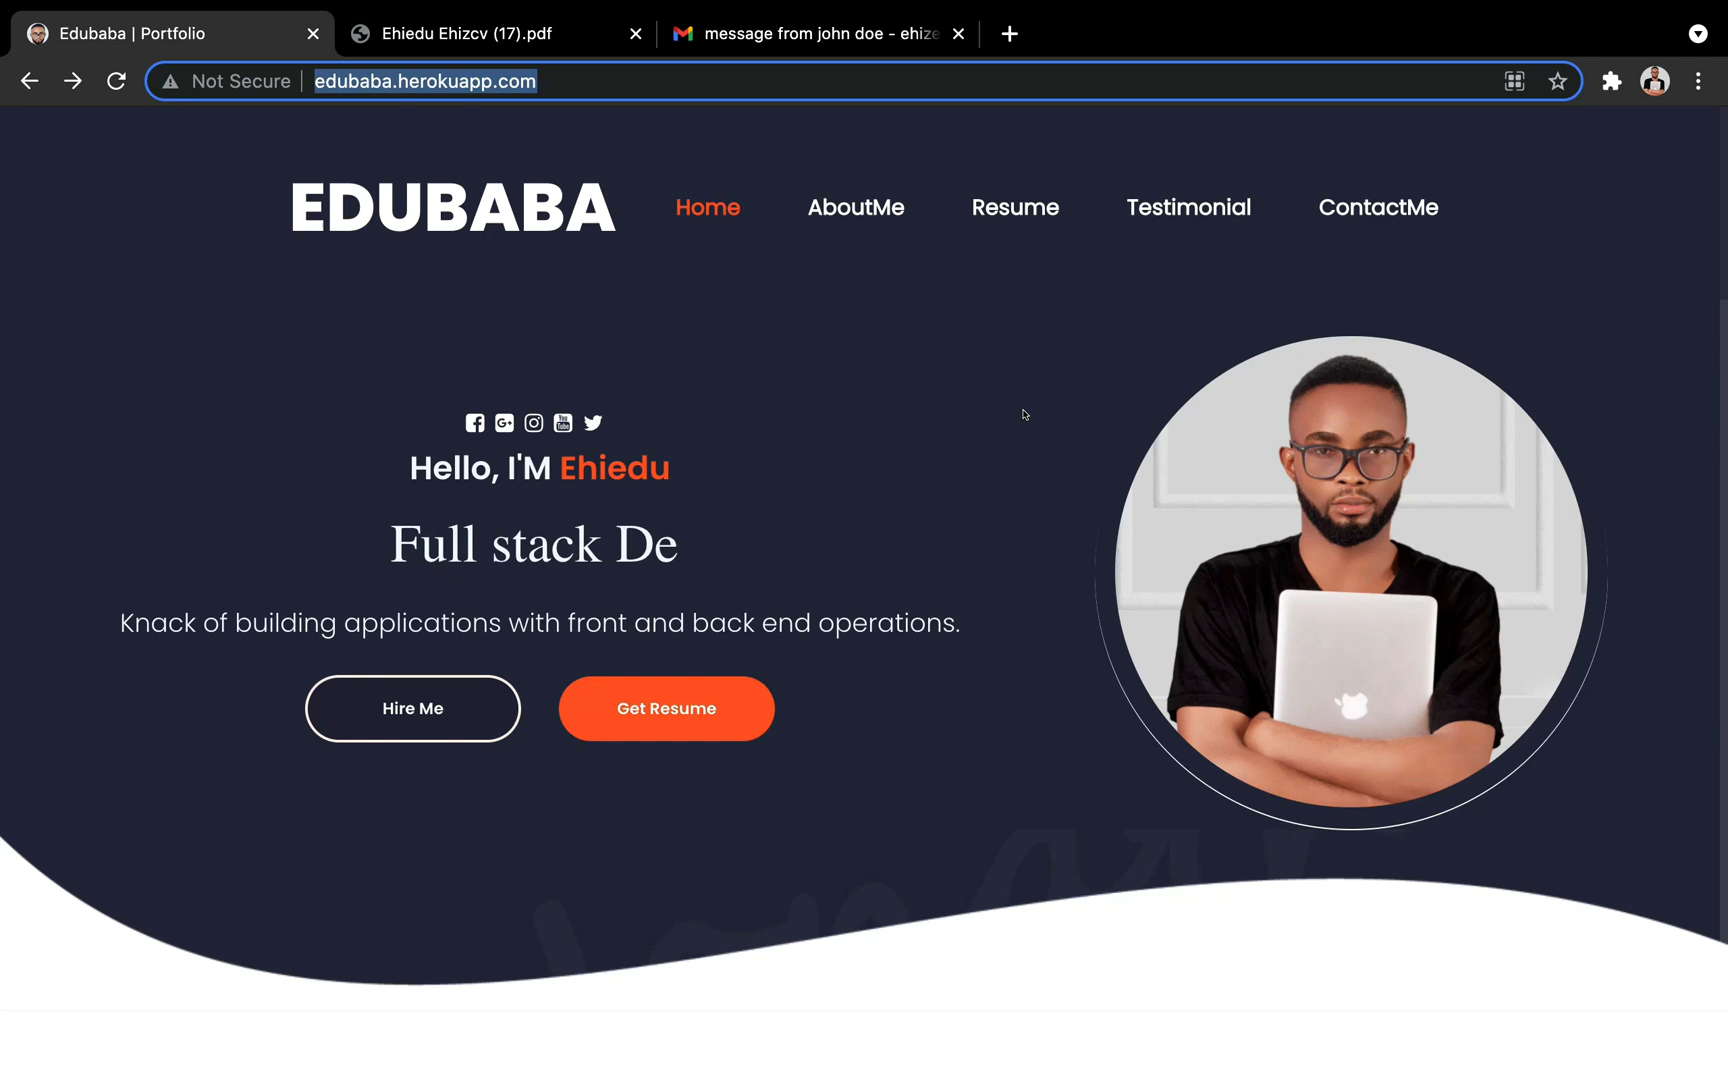 Edubaba | Portfolio
Ehiedu Ehizcv (17).pdf
message from john doe - ehize
Not Secure
edubaba.herokuapp.com
EDUBABA
Home
AboutMe
Resume
Testimonial
ContactMe
Hello, I'M Ehiedu
Full stack De
Knack of building applications with front and back end operations.
Hire Me
Get Resume